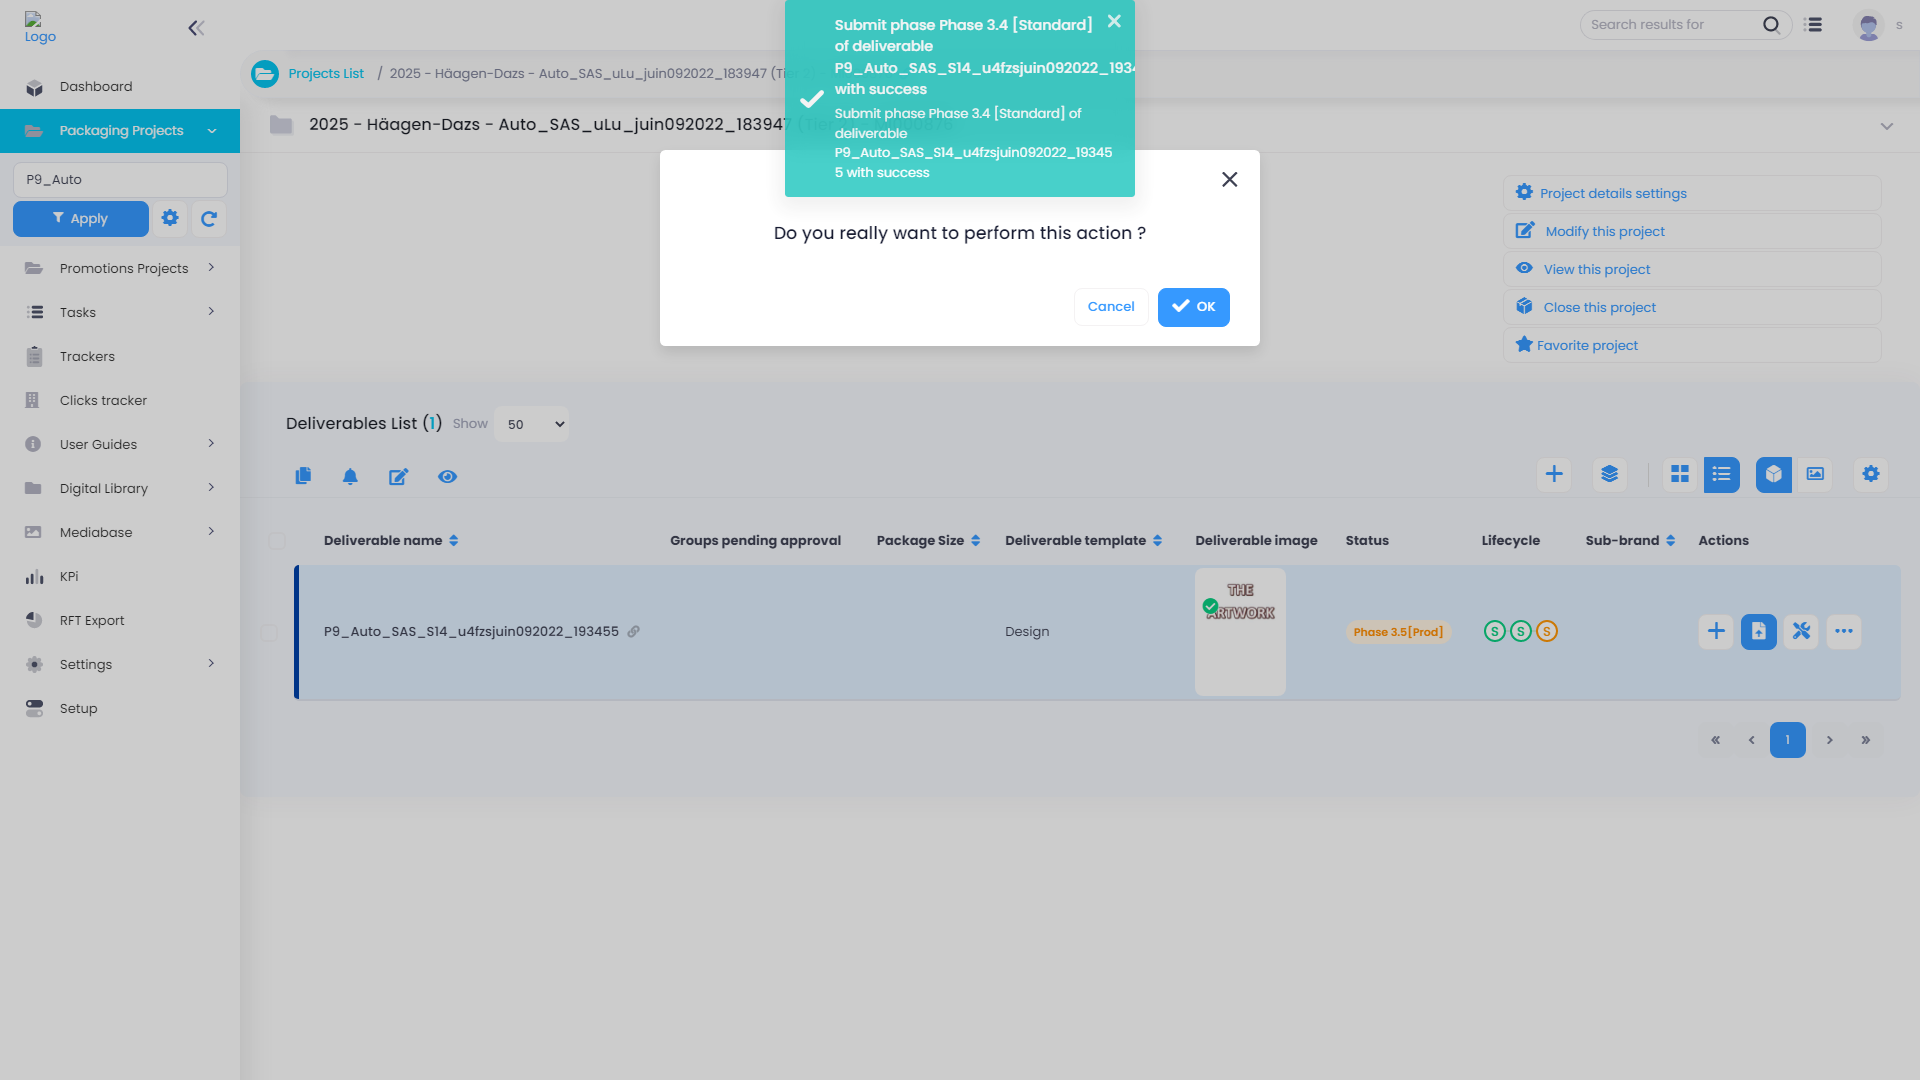 Logo
Submit phase Phase 3.4 [Standard]
of deliverable
P9_Auto_SAS_S14_u4fzsjuin092022_1934
with success
Submit phase Phase 3.4 [Standard] of
deliverable
P9_Auto_SAS_S14_u4fzsjuin092022_19345
5 with success
Search results for
s
Projects List / 2025 - Häagen-Dazs - Auto_SAS_uLu_juin092022_183947 (Tier
2025 - Häagen-Dazs - Auto_SAS_uLu_juin092022_183947
Dashboard
Packaging Projects
P9_Auto
Apply
Promotions Projects
Tasks
Trackers
Clicks tracker
User Guides
Digital Library
Mediabase
KPi
RFT Export
Settings
Setup
Do you really want to perform this action ?
Cancel
OK
Project details settings
Modify this project
View this project
Close this project
Favorite project
Deliverables List (1) Show 50
Deliverable name Groups pending approval Package Size Deliverable template Deliverable image Status Lifecycle Sub-brand Actions
P9_Auto_SAS_S14_u4fzsjuin092022_193455 Design THE
ARTWORK
Phase 3.5[Prod] S S S
« ‹ 1 › »